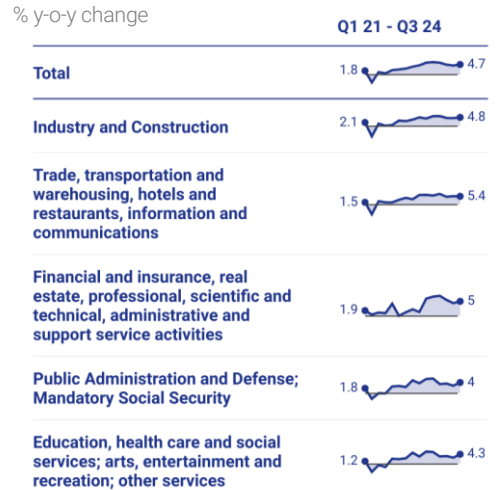 % y-o-y change
Q1 21 - Q3 24
Total
1.8
4.7
Industry and Construction
2.1
4.8
Trade, transportation and
warehousing, hotels and
restaurants, information and
communications
1.5
5.4
Financial and insurance, real
estate, professional, scientific and
technical, administrative and
support service activities
1.9
5
Public Administration and Defense;
Mandatory Social Security
1.8
4
Education, health care and social
services; arts, entertainment and
recreation; other services
1.2
4.3